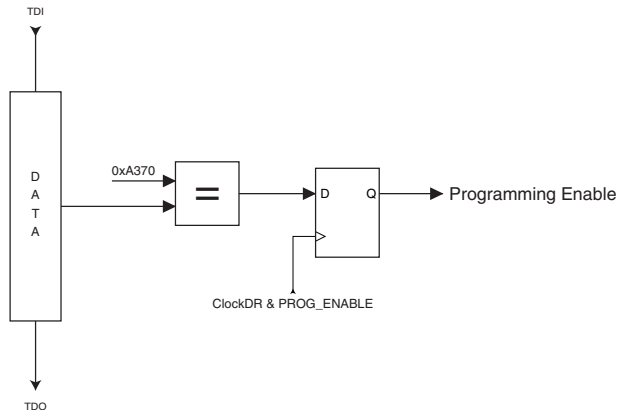 TDI
D
A
T
A
0xA370
=
D
Q
Programming Enable
ClockDR & PROG_ENABLE
TDO